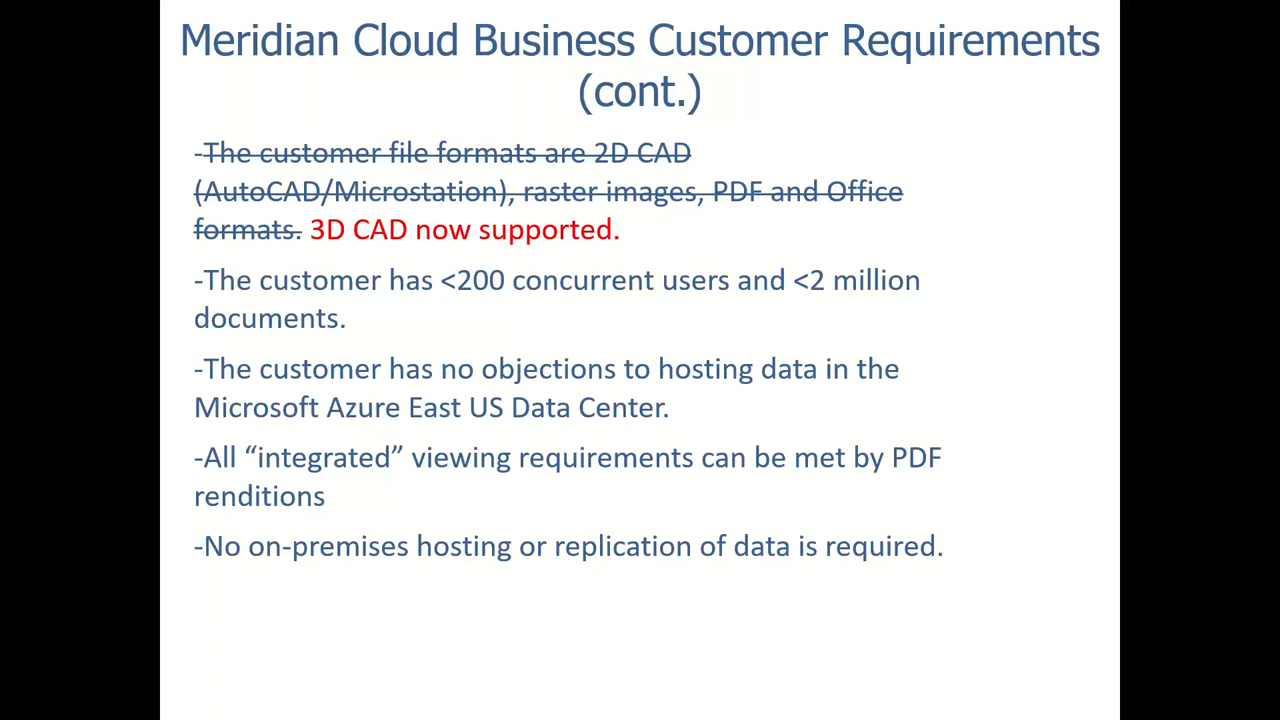 Meridian Cloud Business Customer Requirements
(cont.)
-The customer file formats are 2D CAD
(AutoCAD/Microstation), raster images, PDF and Office
formats. 3D CAD now supported.
-The customer has <200 concurrent users and <2 million
documents.
-The customer has no objections to hosting data in the
Microsoft Azure East US Data Center.
-All “integrated” viewing requirements can be met by PDF
renditions
-No on-premises hosting or replication of data is required.